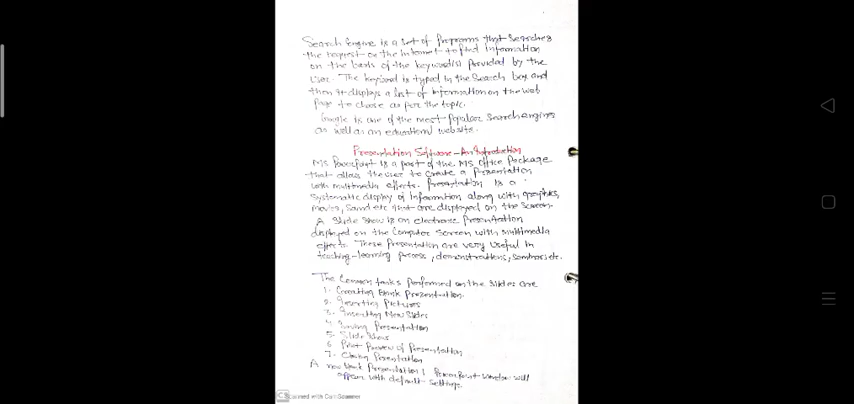 Search Engine is a set of Programs that Searches
the request on the internet to find Information
on the basis of the keyword(s) Provided by the
User. The keyword is typed in the Search box and
then it displays a list of Information on the web
Page to choose as per the topic.
Google is one of the most popular Search engine
as well as an educational website.
Presentation Software - An Introduction
MS PowerPoint is a part of the MS Office Package
that allows the user to create a Presentation
with multimedia effects. Presentation is a
Systematic display of Information along with graphics,
movies, Sound etc that are displayed on the Screen.
A Slide Show is an electronic Presentation
displayed on the Computer Screen with multimedia
effects. These Presentation are very useful in
teaching-learning process, demonstrations, Seminars etc.
The Common tasks Performed on the Slides are
1. Creating Blank Presentation.
2. Inserting Pictures
3. Inserting New Slides
4. Saving Presentation
5. Slide Show
6. Print Preview of Presentation
7. Closing Presentation
A new blank Presentation PowerPoint window will
appear with default Settings.
CS Scanned with CamScanner